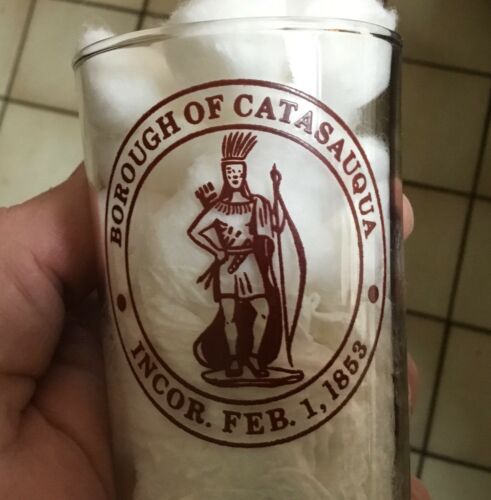 BOROUGH OF CATASAUQUA
INCOR. FEB. 1, 1853